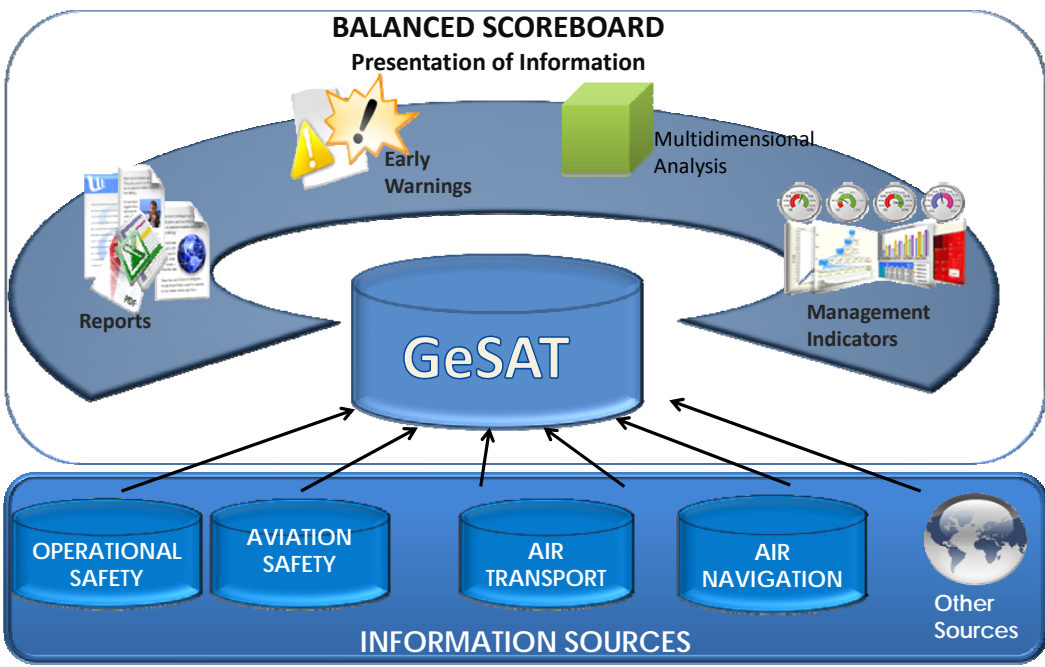 BALANCED SCOREBOARD
Presentation of Information
Early
Warnings
Multidimensional
Analysis
PDF
Reports
Management
Indicators
GeSAT
OPERATIONAL
SAFETY
AVIATION
SAFETY
AIR
TRANSPORT
AIR
NAVIGATION
Other
Sources
INFORMATION SOURCES